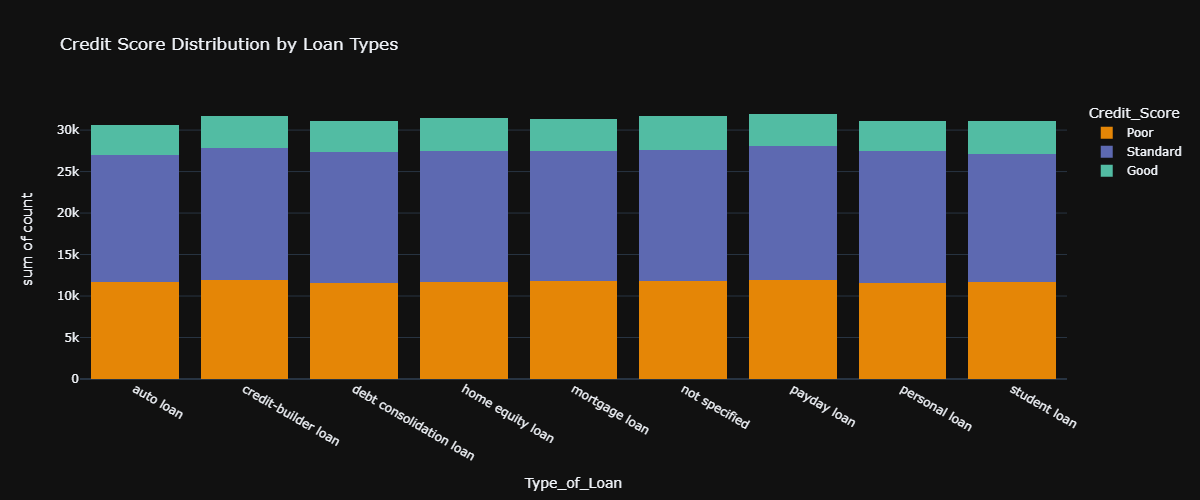 Credit Score Distribution by Loan Types
Credit_Score
Poor
Standard
Good
sum of count
30k
25k
20k
15k
10k
5k
0
auto loan
credit-builder loan
debt consolidation loan
home equity loan
mortgage loan
not specified
payday loan
personal loan
student loan
Type_of_Loan